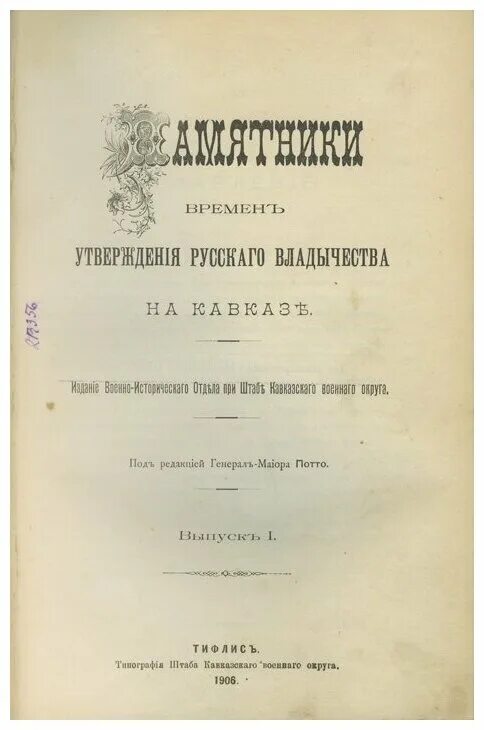 ПАМЯТНИКИ
ВРЕМЕНЪ
УТВЕРЖДЕНІЯ РУССКАГО ВЛАДЫЧЕСТВА
НА КАВКАЗѢ.
Изданіе Военно-Историческаго Отдѣла при Штабѣ Кавказскаго военнаго округа.
Подъ редакціей Генералъ-Маіора Потто.
Выпускъ I.
ТИФЛИСЪ.
Типографія Штаба Кавказскаго военнаго округа.
1906.